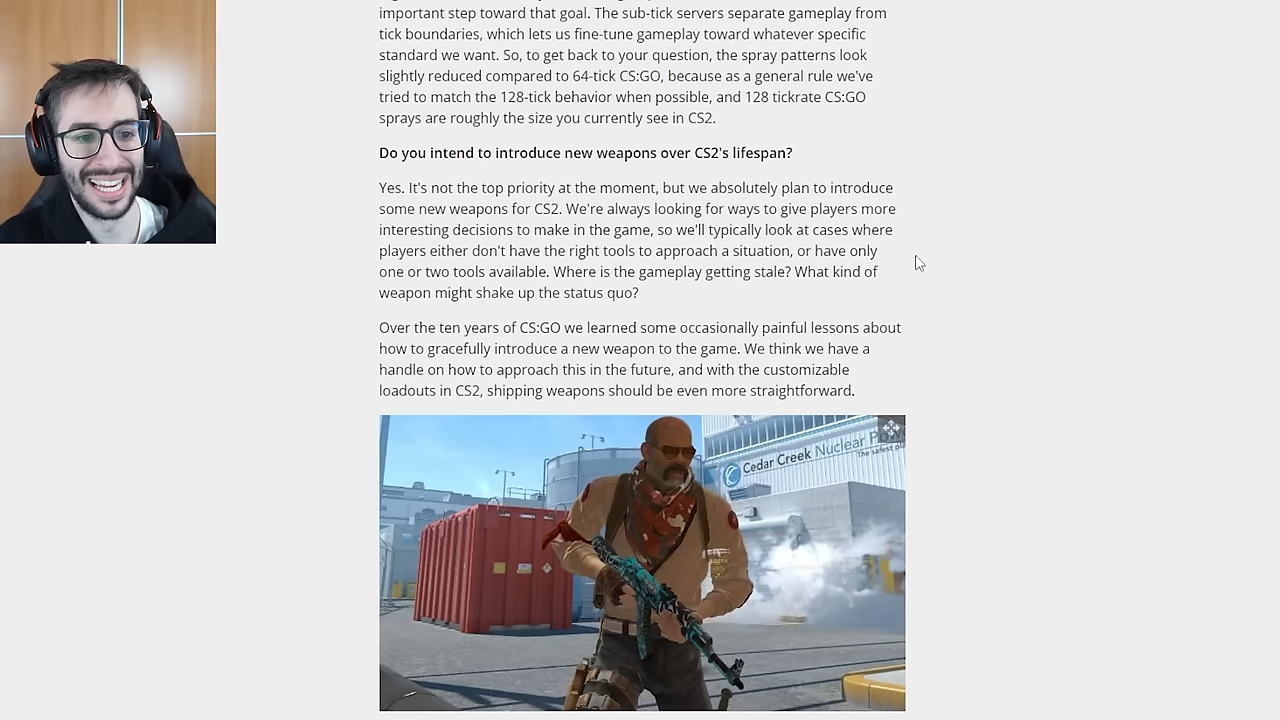 important step toward that goal. The sub-tick servers separate gameplay from
tick boundaries, which lets us fine-tune gameplay toward whatever specific
standard we want. So, to get back to your question, the spray patterns look
slightly reduced compared to 64-tick CS:GO, because as a general rule we've
tried to match the 128-tick behavior when possible, and 128 tickrate CS:GO
sprays are roughly the size you currently see in CS2.
Do you intend to introduce new weapons over CS2's lifespan?
Yes. It's not the top priority at the moment, but we absolutely plan to introduce
some new weapons for CS2. We're always looking for ways to give players more
interesting decisions to make in the game, so we'll typically look at cases where
players either don't have the right tools to approach a situation, or have only
one or two tools available. Where is the gameplay getting stale? What kind of
weapon might shake up the status quo?
Over the ten years of CS:GO we learned some occasionally painful lessons about
how to gracefully introduce a new weapon to the game. We think we have a
handle on how to approach this in the future, and with the customizable
loadouts in CS2, shipping weapons should be even more straightforward.
Cedar Creek Nuclear Pow
The safest pla